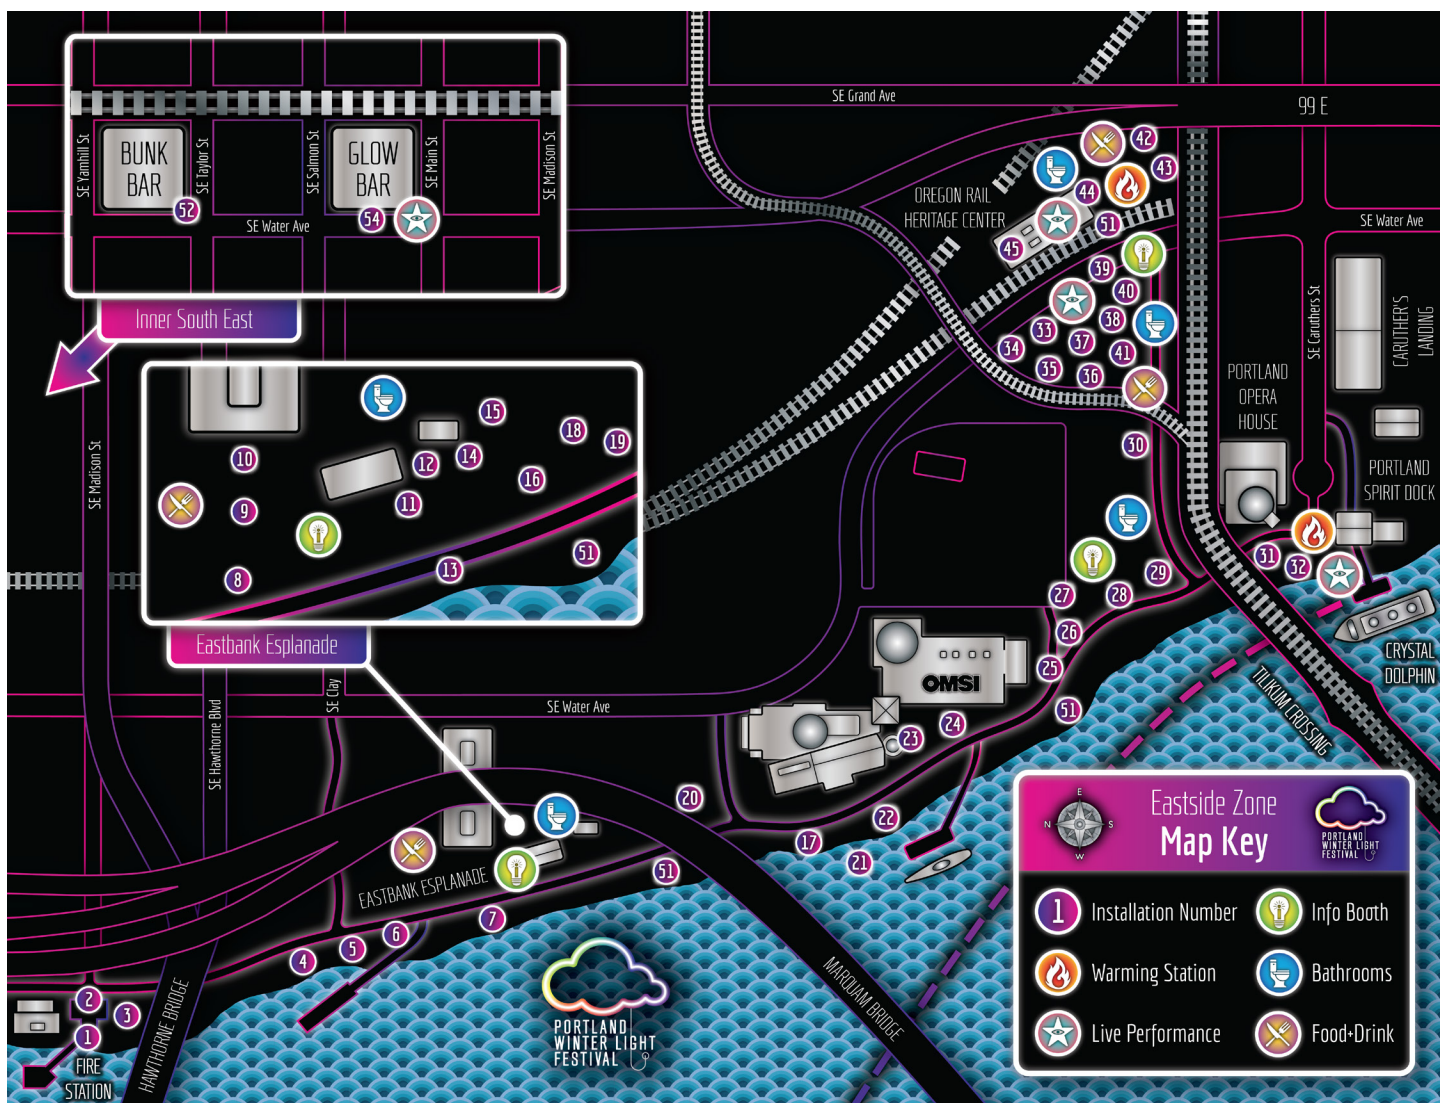 SE Grand Ave
99 E
SE Yamhill St
BUNK
BAR
SE Taylor St
SE Salmon St
GLOW
BAR
SE Main St
SE Madison St
52
54
SE Water Ave
Inner South East
42
43
44
51
45
OREGON RAIL
HERITAGE CENTER
SE Water Ave
39
40
38
33
37
34
41
35
36
30
SE Caruthers St
CARUTHER'S
LANDING
PORTLAND
OPERA
HOUSE
PORTLAND
SPIRIT DOCK
SE Madison St
15
18
19
10
12
14
16
9
11
8
13
51
Eastbank Esplanade
31
32
29
27
28
26
25
OMSI
51
24
23
CRYSTAL
DOLPHIN
TILIKUM CROSSING
SE Hawthorne Blvd
SE Clay
SE Water Ave
20
22
17
21
51
EASTBANK ESPLANADE
7
6
5
4
2
3
1
FIRE
STATION
HAWTHORNE BRIDGE
MARQUAM BRIDGE
PORTLAND
WINTER LIGHT
FESTIVAL
E
N
S
W
Eastside Zone
Map Key
PORTLAND
WINTER LIGHT
FESTIVAL
1
Installation Number
Info Booth
Warming Station
Bathrooms
Live Performance
Food+Drink